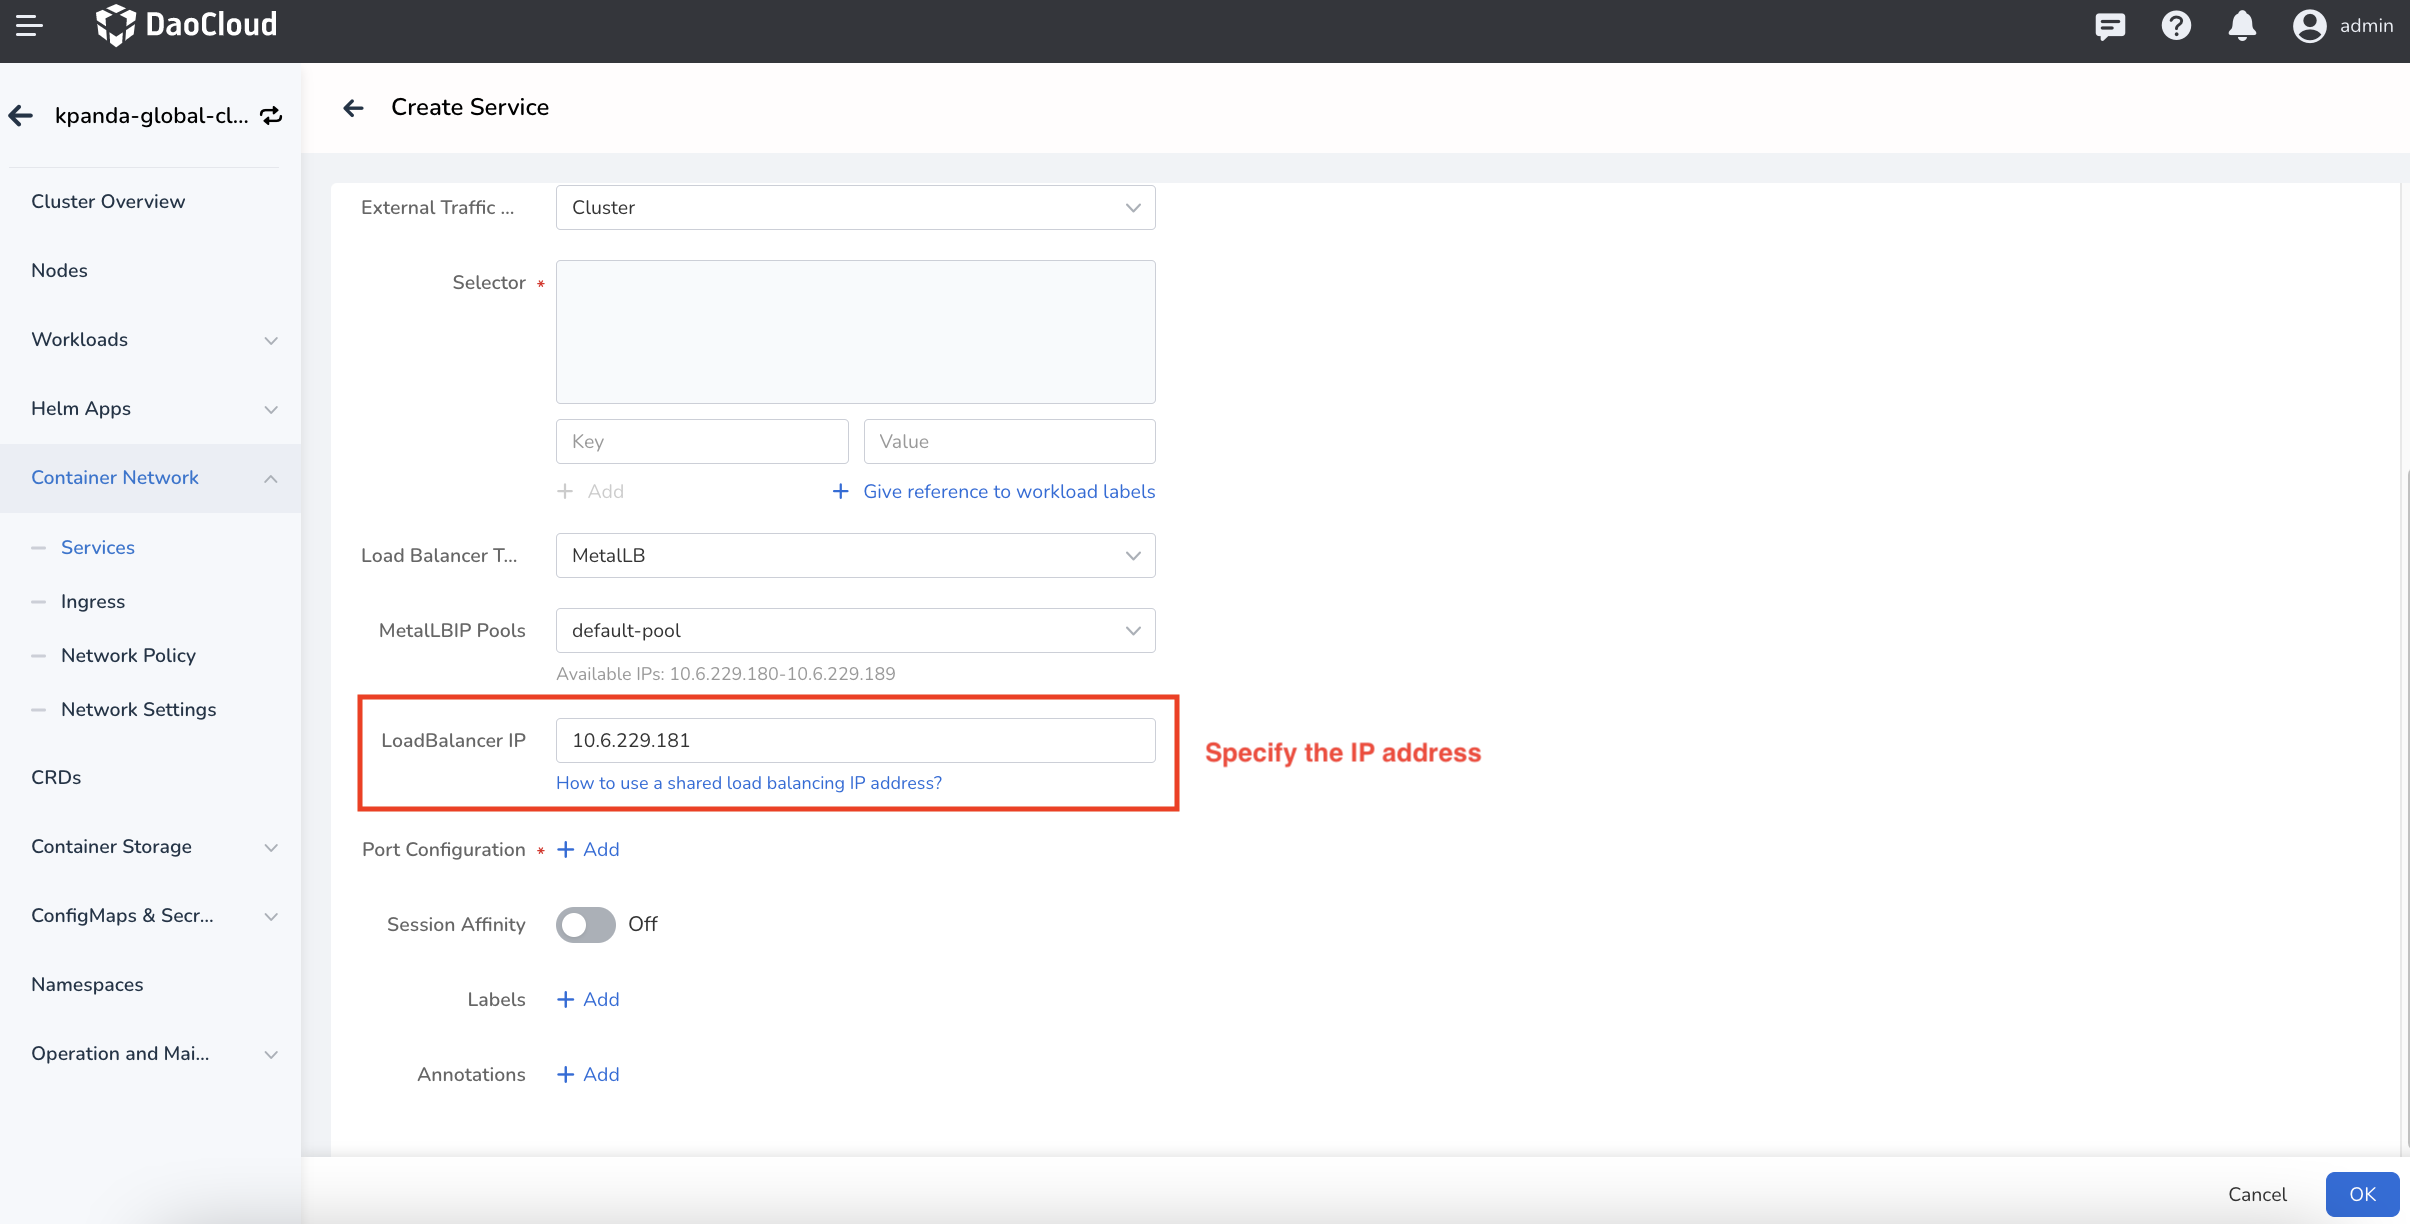 DaoCloud
admin
kpanda-global-cl...
Create Service
Cluster Overview
Nodes
Workloads
Helm Apps
Container Network
Services
Ingress
Network Policy
Network Settings
CRDs
Container Storage
ConfigMaps & Secr...
Namespaces
Operation and Mai...
External Traffic ...
Cluster
Selector *
Key
Value
+ Add
+ Give reference to workload labels
Load Balancer T...
MetalLB
MetalLBIP Pools
default-pool
Available IPs: 10.6.229.180-10.6.229.189
LoadBalancer IP
10.6.229.181
How to use a shared load balancing IP address?
Specify the IP address
Port Configuration *
+ Add
Session Affinity
Off
Labels
+ Add
Annotations
+ Add
Cancel
OK